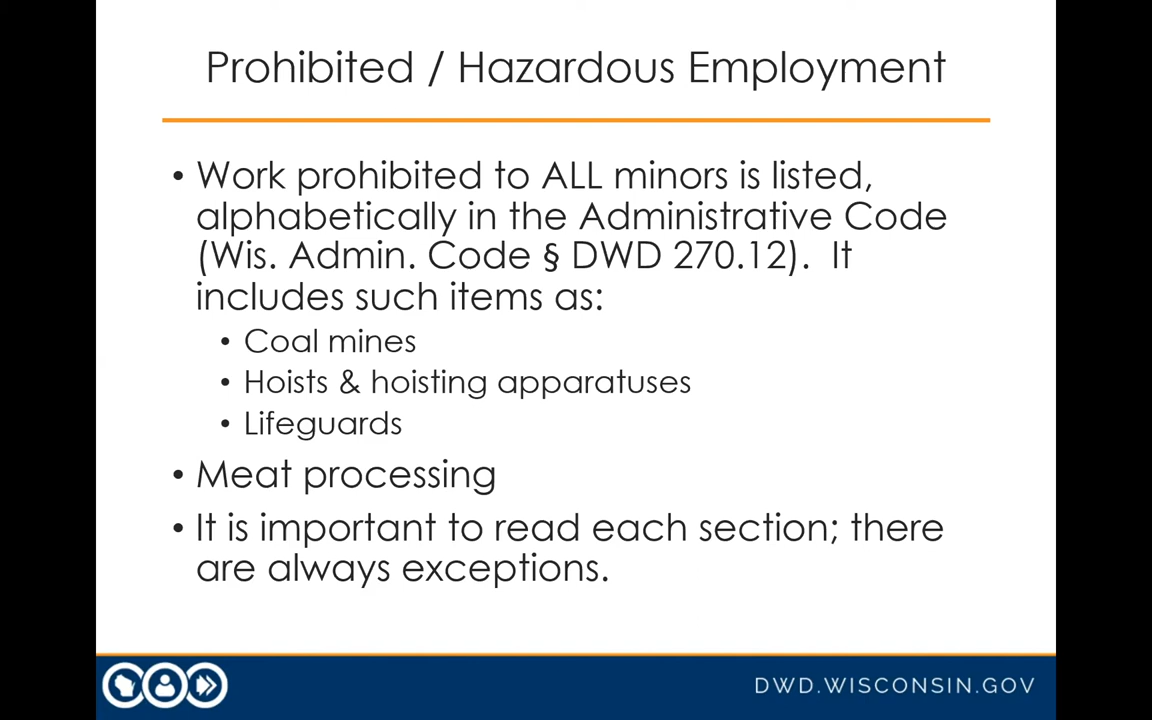 Prohibited / Hazardous Employment
• Work prohibited to ALL minors is listed,
alphabetically in the Administrative Code
(Wis. Admin. Code § DWD 270.12).  It
includes such items as:
• Coal mines
• Hoists & hoisting apparatuses
• Lifeguards
• Meat processing
• It is important to read each section; there
are always exceptions.
DWD.WISCONSIN.GOV